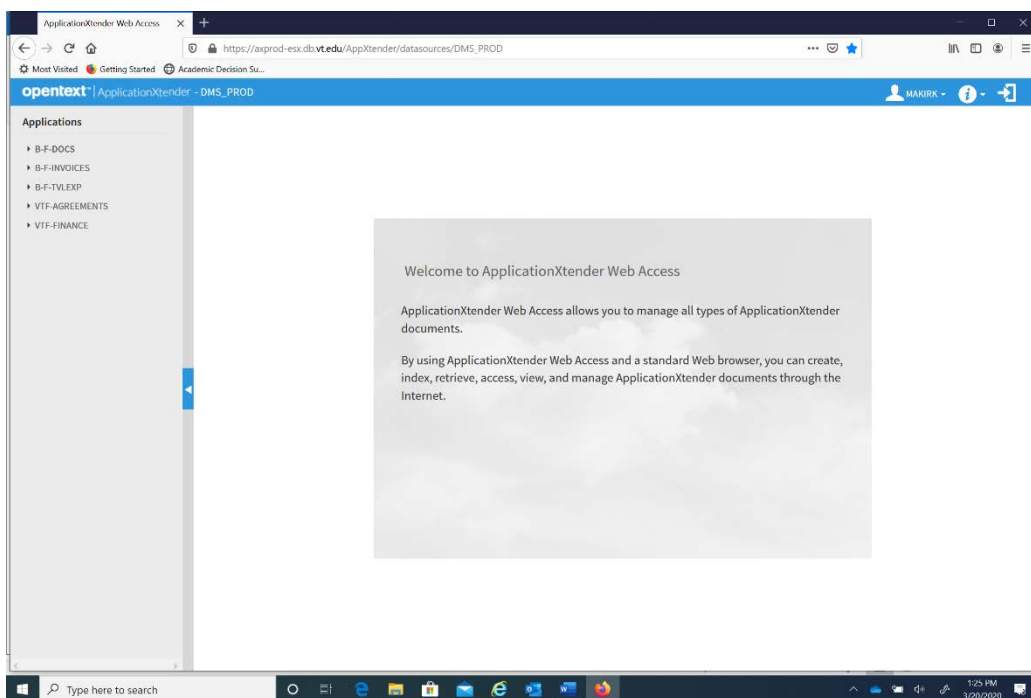 ApplicationXtender Web Access
https://axprod-esx.db.vt.edu/AppXtender/datasources/DMS_PROD
Most Visited Getting Started Academic Decision Su...
opentext™ | ApplicationXtender - DMS_PROD MAKIRK
Applications
B-F-DOCS
B-F-INVOICES
B-F-TVLEXP
VTF-AGREEMENTS
VTF-FINANCE
Welcome to ApplicationXtender Web Access
ApplicationXtender Web Access allows you to manage all types of ApplicationXtender
documents.
By using ApplicationXtender Web Access and a standard Web browser, you can create,
index, retrieve, access, view, and manage ApplicationXtender documents through the
Internet.
Type here to search
1:25 PM
3/20/2020